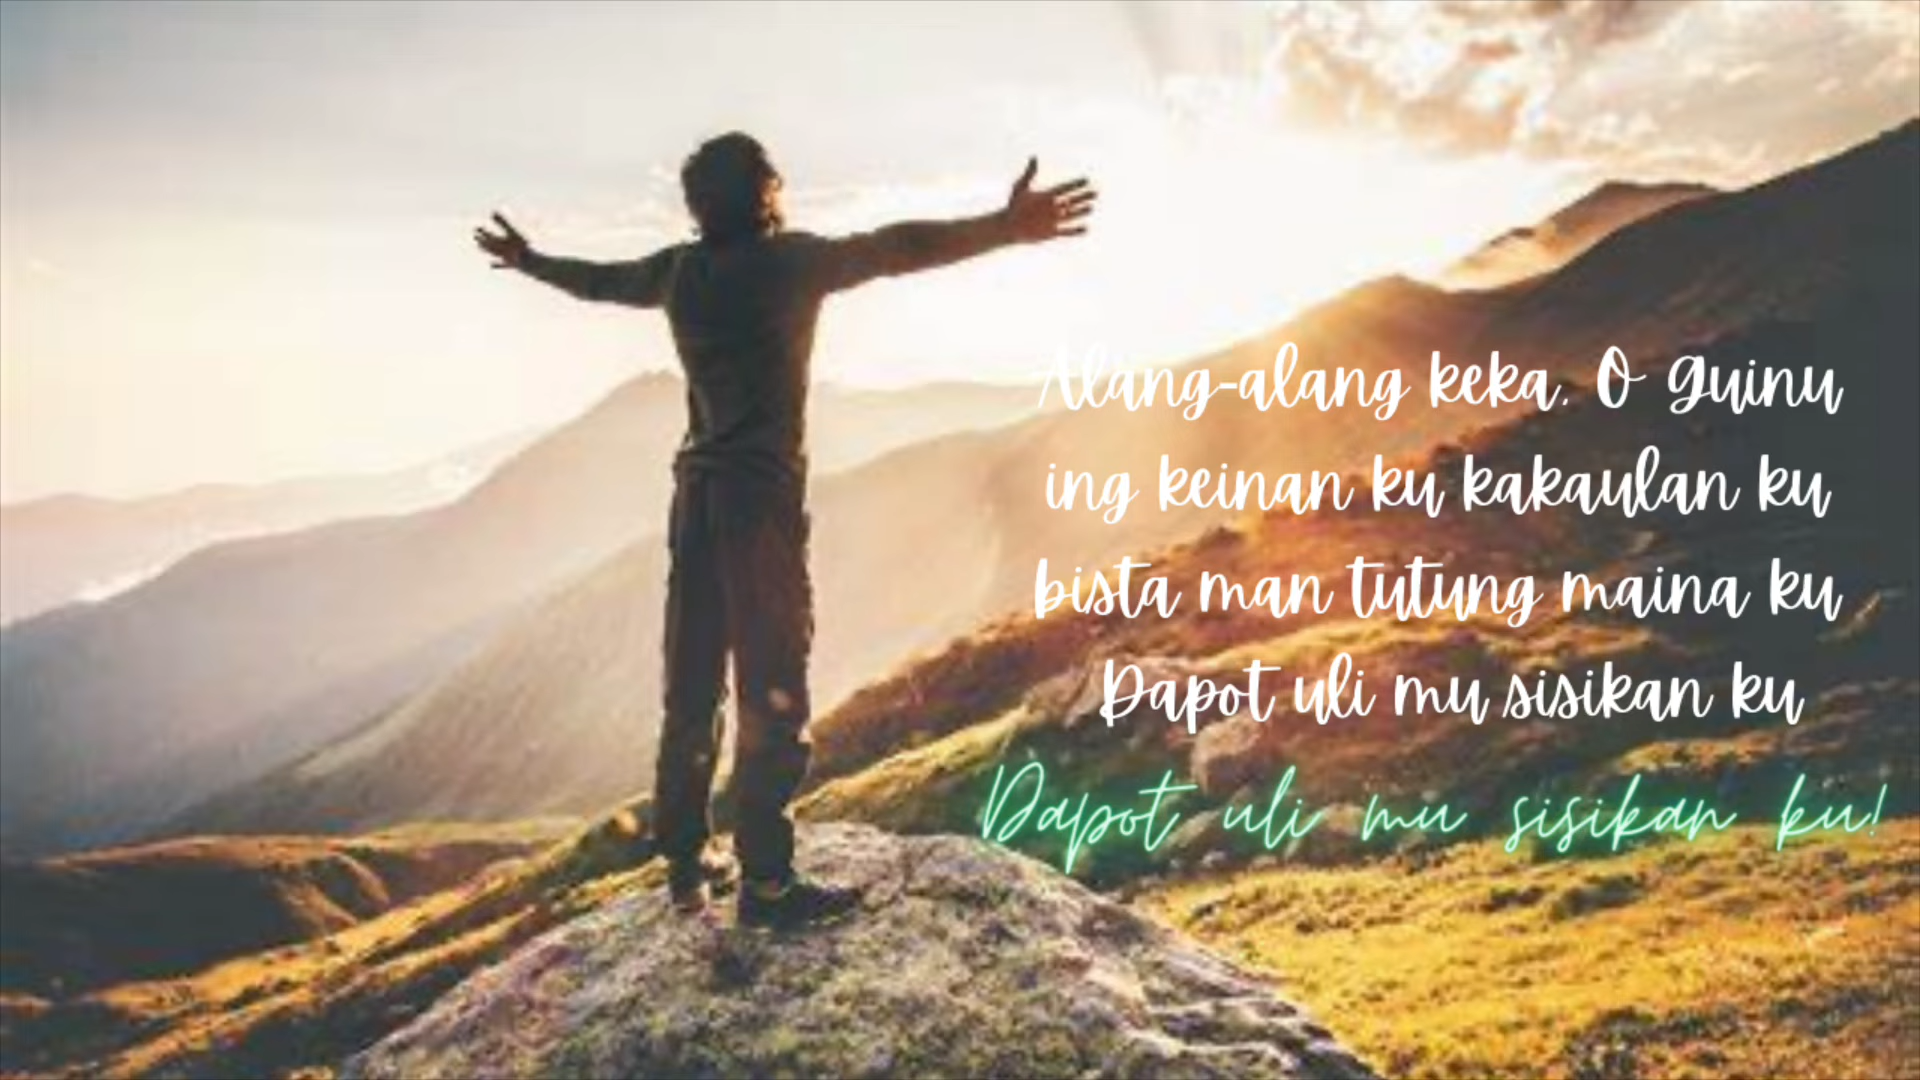 Alang-alang keka. O Guinu
ing keinan ku kakaulan ku
bista man tutung maina ku
Dapot uli mu sisikan ku
Dapot uli mu sisikan ku!